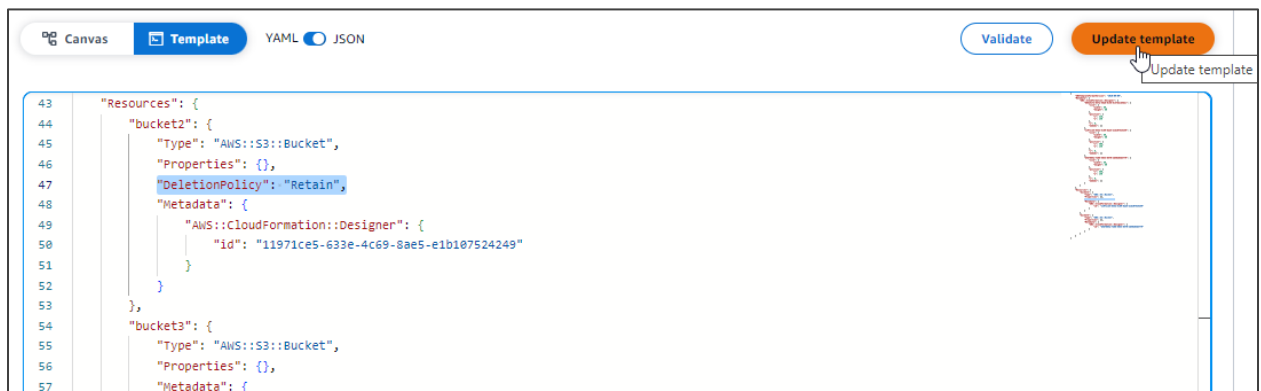 Canvas Template YAML JSON Validate Update template
Update template
43 "Resources": {
44 "bucket2": {
45 "Type": "AWS::S3::Bucket",
46 "Properties": {},
47 "DeletionPolicy": "Retain",
48 "Metadata": {
49 "AWS::CloudFormation::Designer": {
50 "id": "11971ce5-633e-4c69-8ae5-e1b107524249"
51 }
52 }
53 },
54 "bucket3": {
55 "Type": "AWS::S3::Bucket",
56 "Properties": {},
57 "Metadata": {